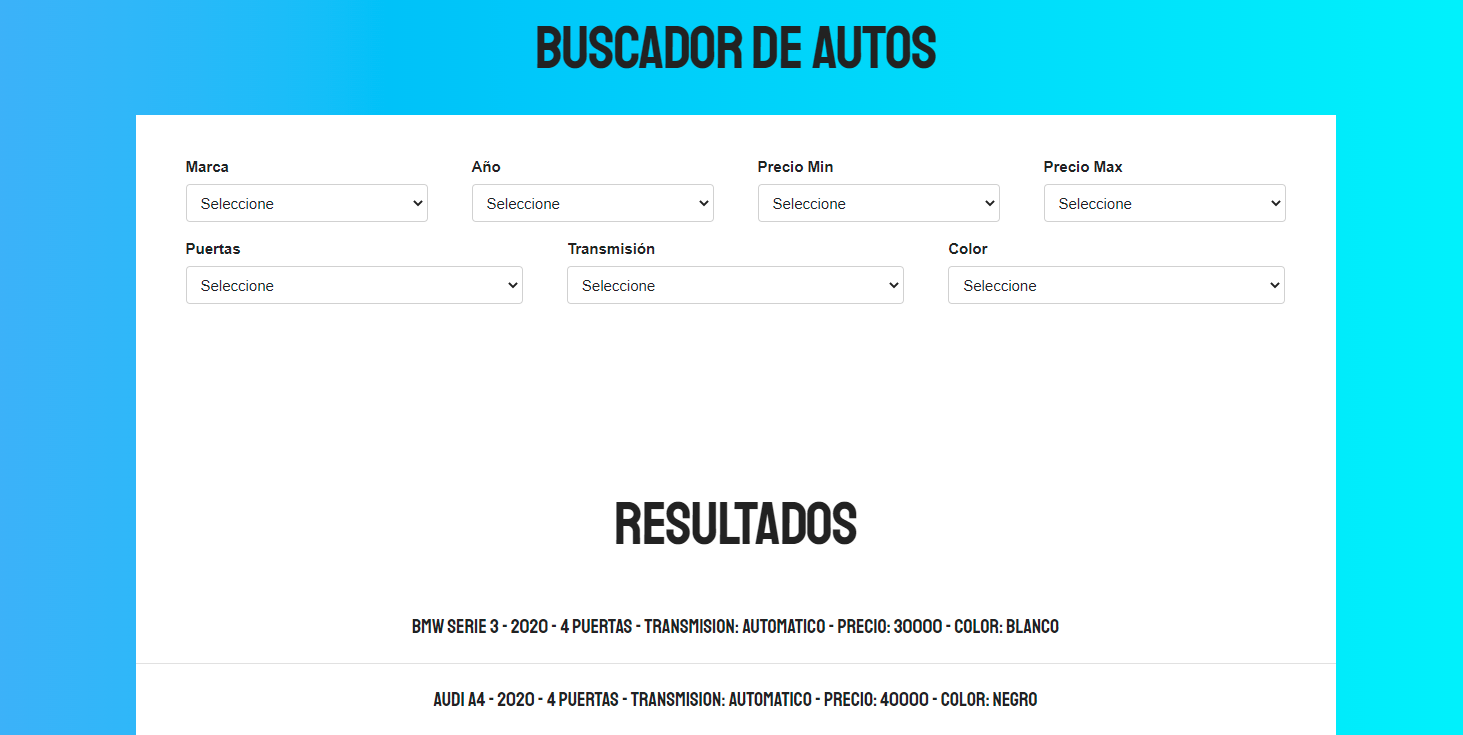 BUSCADOR DE AUTOS
Marca Año Precio Min Precio Max
Seleccione Seleccione Seleccione Seleccione
Puertas Transmisión Color
Seleccione Seleccione Seleccione
RESULTADOS
BMW SERIE 3 - 2020 - 4 PUERTAS - TRANSMISION: AUTOMATICO - PRECIO: 30000 - COLOR: BLANCO
AUDI A4 - 2020 - 4 PUERTAS - TRANSMISION: AUTOMATICO - PRECIO: 40000 - COLOR: NEGRO